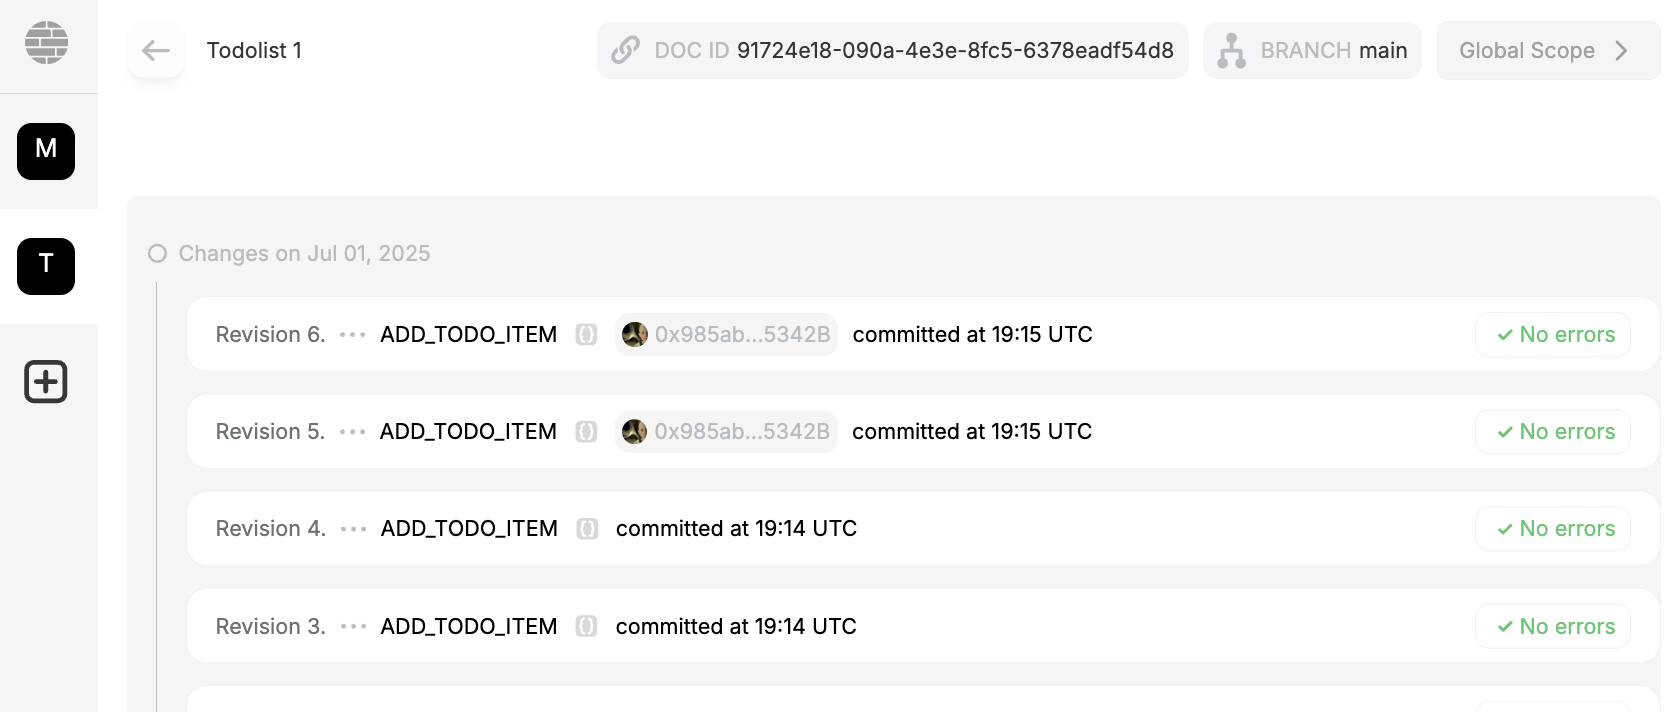 Todolist 1
DOC ID 91724e18-090a-4e3e-8fc5-6378eadf54d8
BRANCH main
Global Scope
M
T
Changes on Jul 01, 2025
Revision 6. ··· ADD_TODO_ITEM 0x985ab...5342B committed at 19:15 UTC No errors
Revision 5. ··· ADD_TODO_ITEM 0x985ab...5342B committed at 19:15 UTC No errors
Revision 4. ··· ADD_TODO_ITEM committed at 19:14 UTC No errors
Revision 3. ··· ADD_TODO_ITEM committed at 19:14 UTC No errors